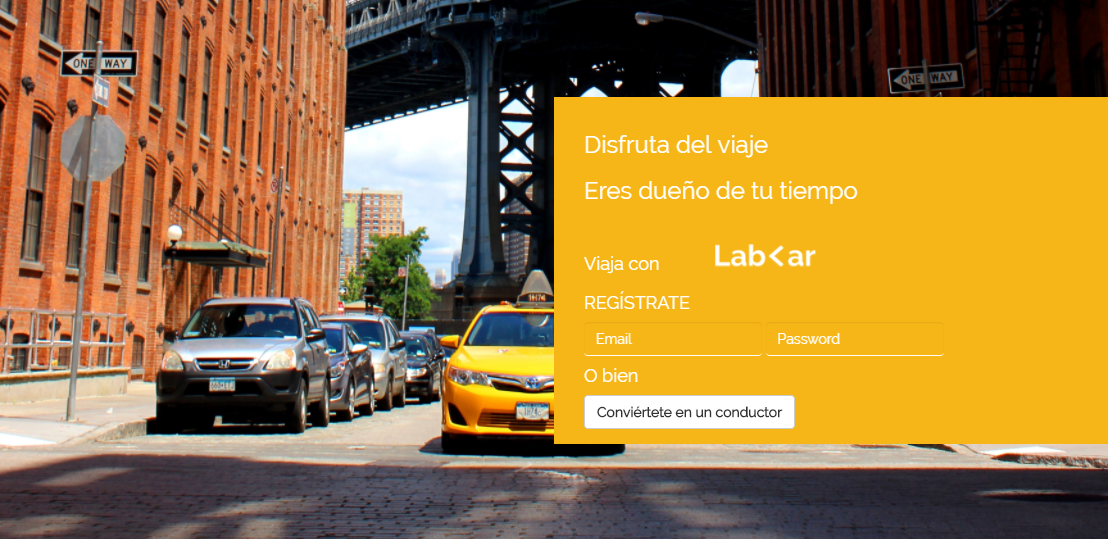 ONE WAY
ONE WAY
Disfruta del viaje
Eres dueño de tu tiempo
Viaja con
Lab<ar
REGÍSTRATE
Email
Password
O bien
Conviértete en un conductor